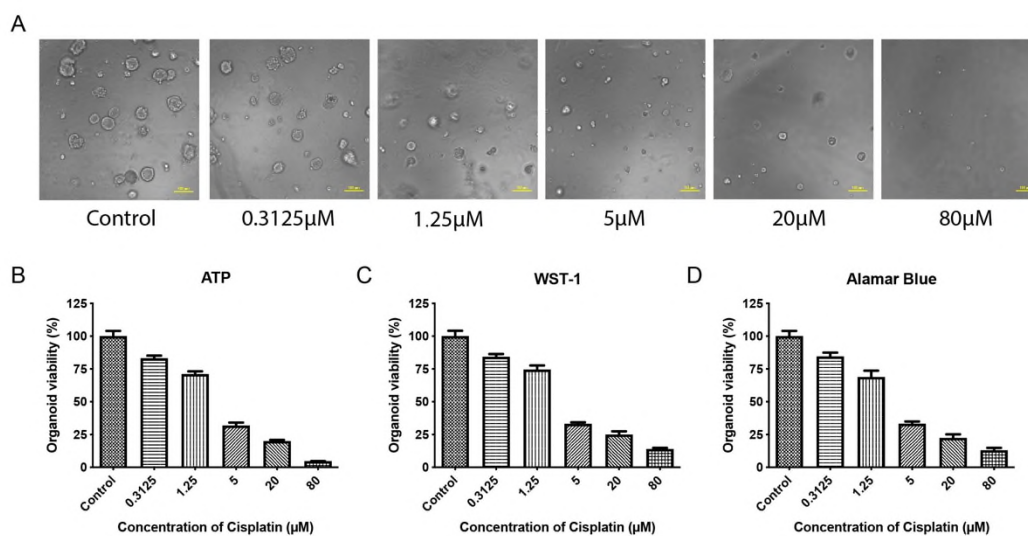 A
Control
0.3125µM
1.25µM
5µM
20µM
80µM
B
ATP
Organoid viability (%)
125
100
75
50
25
0
Control
0.3125
1.25
5
20
80
Concentration of Cisplatin (µM)
C
WST-1
Organoid viability (%)
125
100
75
50
25
0
Control
0.3125
1.25
5
20
80
Concentration of Cisplatin (µM)
D
Alamar Blue
Organoid viability (%)
125
100
75
50
25
0
Control
0.3125
1.25
5
20
80
Concentration of Cisplatin (µM)